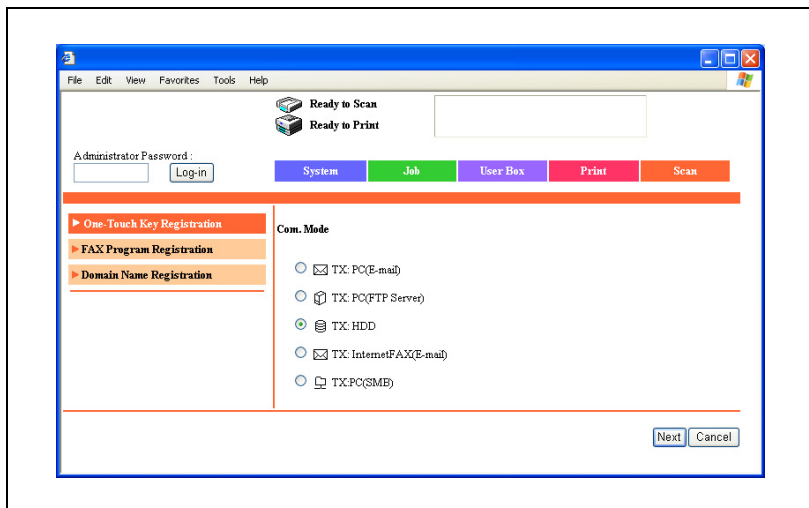 File Edit View Favorites Tools Help
Ready to Scan
Ready to Print
Administrator Password :
Log-in
System Job User Box Print Scan
One-Touch Key Registration
FAX Program Registration
Domain Name Registration
Com. Mode
TX: PC(E-mail)
TX: PC(FTP Server)
TX: HDD
TX: InternetFAX(E-mail)
TX:PC(SMB)
Next Cancel